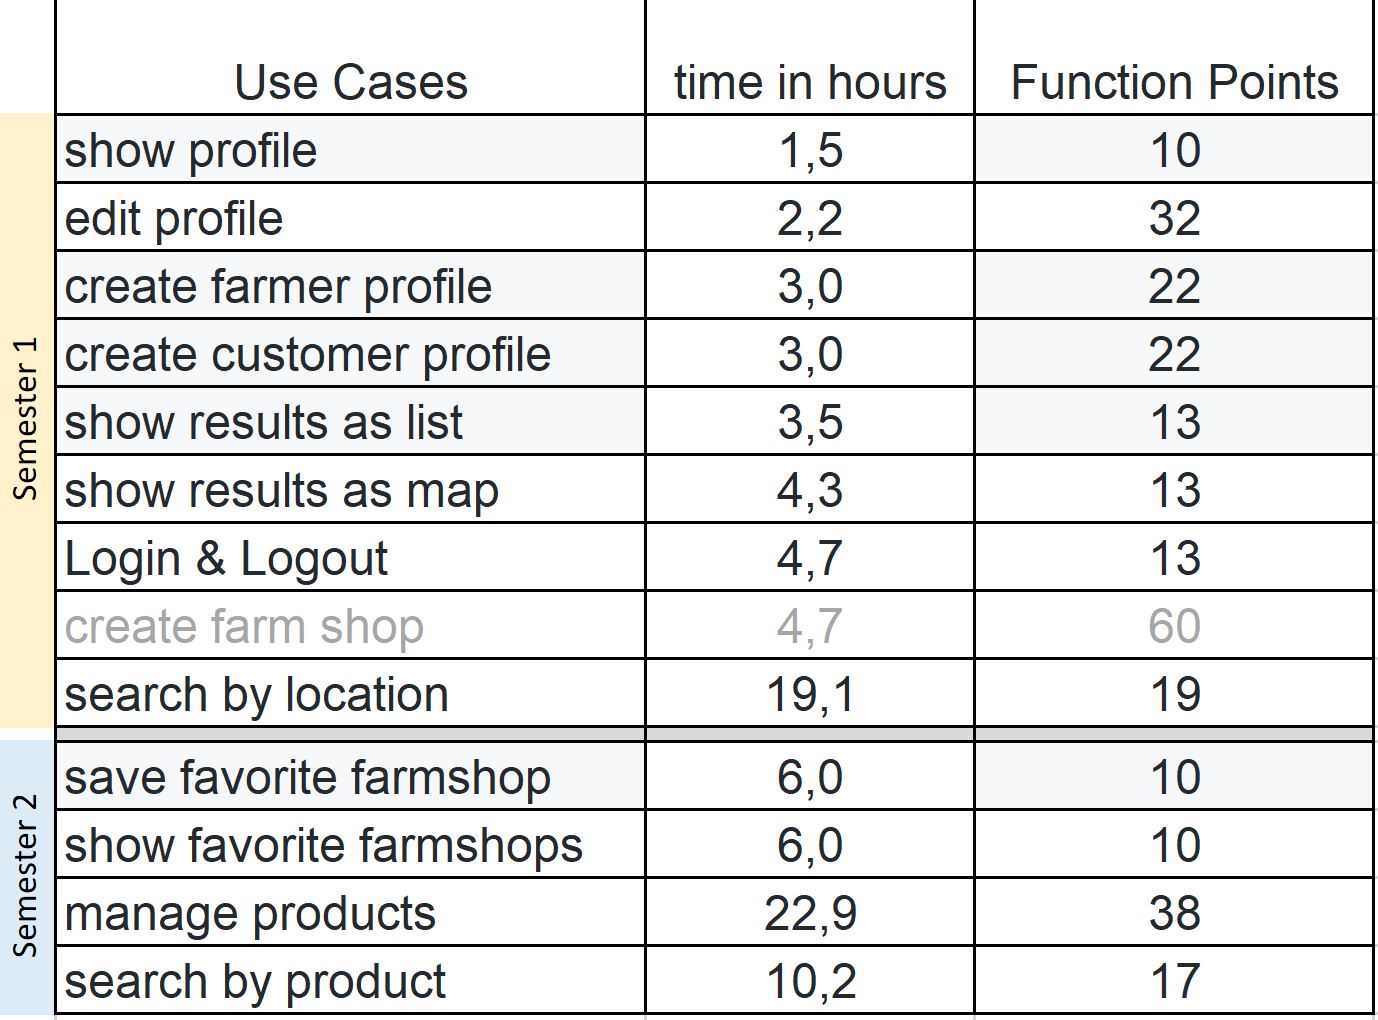 Use Cases time in hours Function Points
Semester 1
show profile 1,5 10
edit profile 2,2 32
create farmer profile 3,0 22
create customer profile 3,0 22
show results as list 3,5 13
show results as map 4,3 13
Login & Logout 4,7 13
create farm shop 4,7 60
search by location 19,1 19
Semester 2
save favorite farmshop 6,0 10
show favorite farmshops 6,0 10
manage products 22,9 38
search by product 10,2 17